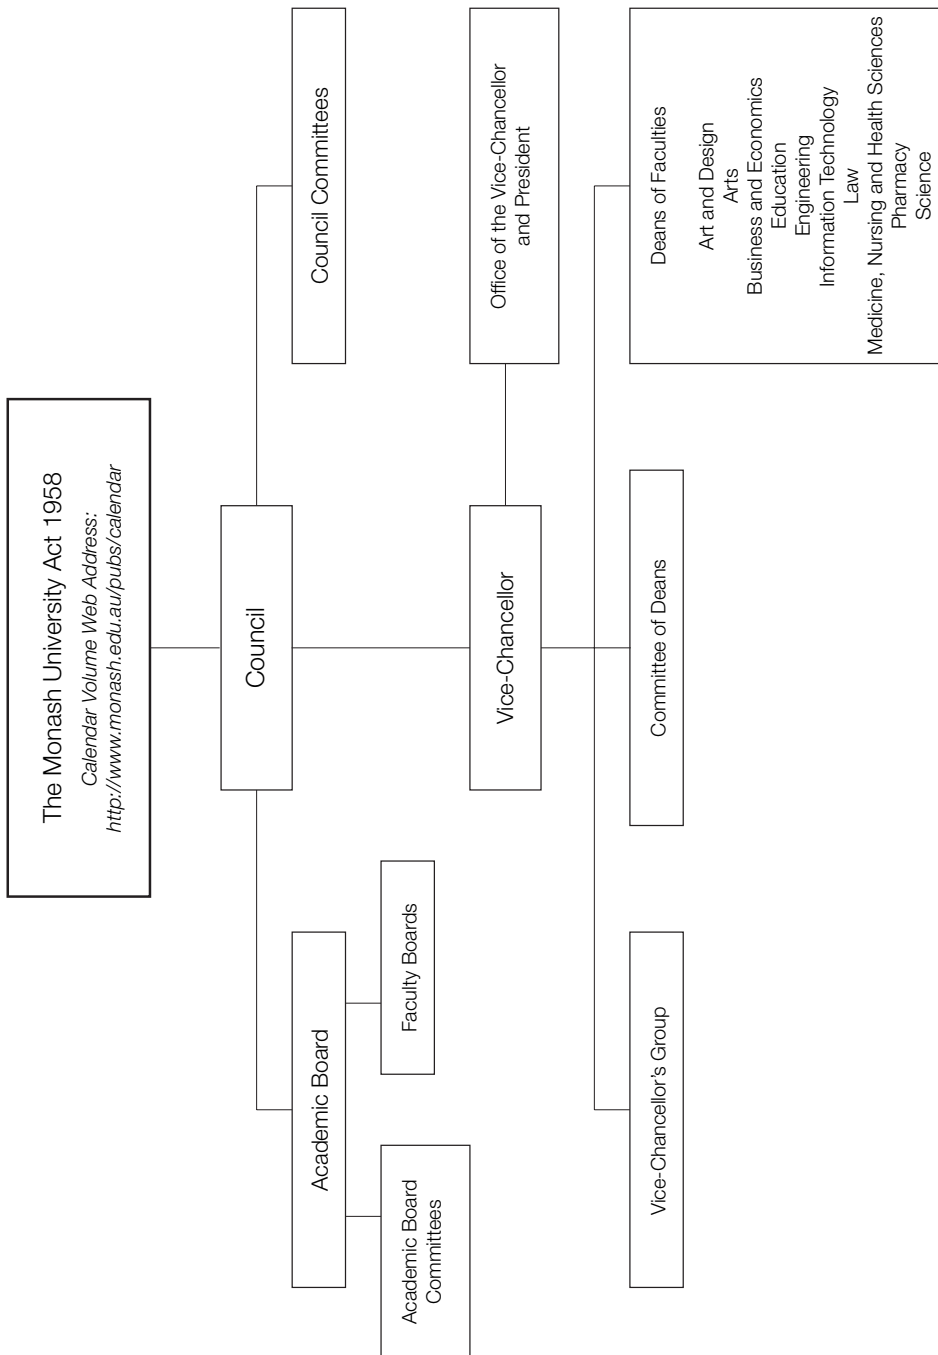 The Monash University Act 1958
Calendar Volume Web Address:
http://www.monash.edu.au/pubs/calendar
Council
Academic Board
Council Committees
Academic Board
Committees
Faculty Boards
Vice-Chancellor
Office of the Vice-Chancellor
and President
Vice-Chancellor's Group
Committee of Deans
Deans of Faculties
Art and Design
Arts
Business and Economics
Education
Engineering
Information Technology
Law
Medicine, Nursing and Health Sciences
Pharmacy
Science